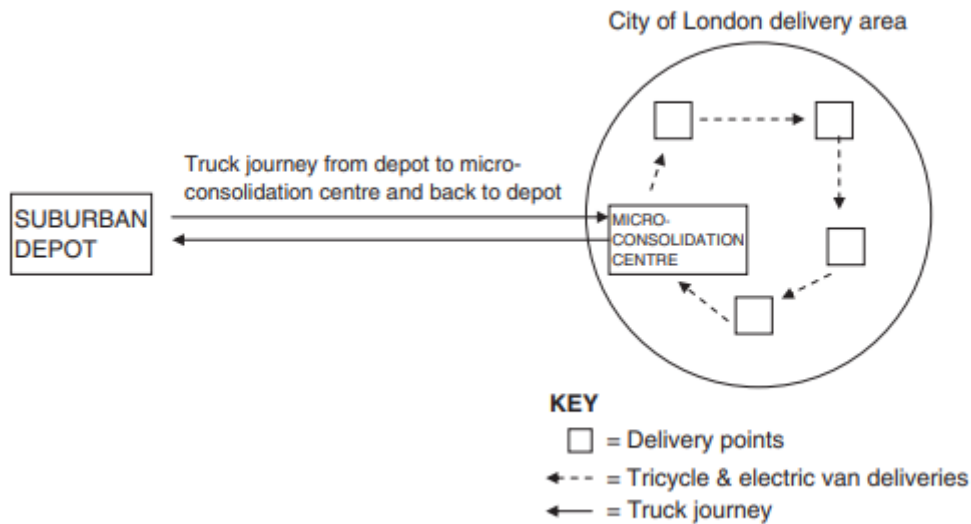 City of London delivery area
Truck journey from depot to micro-
consolidation centre and back to depot
SUBURBAN
DEPOT
MICRO-
CONSOLIDATION
CENTRE
KEY
= Delivery points
= Tricycle & electric van deliveries
= Truck journey